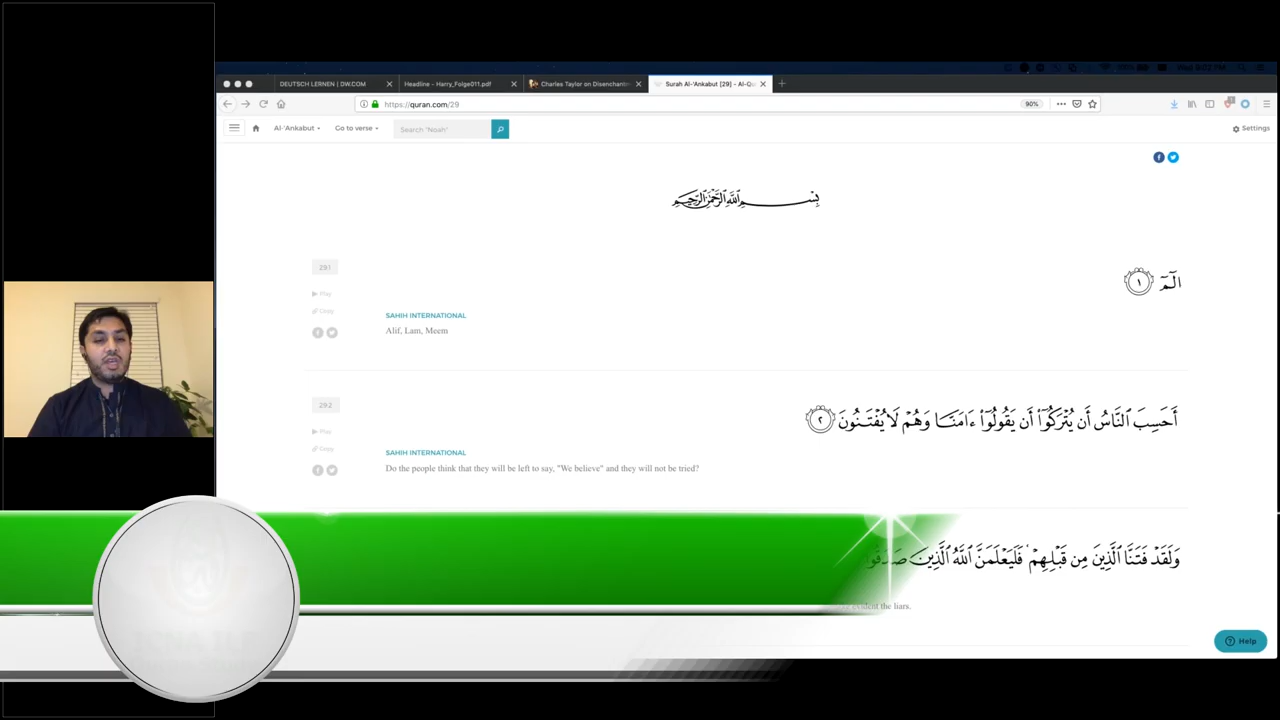 DEUTSCH LERNEN | DW.COM
Headline - Harry_Folge011.pdf
Charles Taylor on Disenchantm
Surah Al-'Ankabut [29] - Al-Qu
https://quran.com/29
90%
Al-'Ankabut
Go to verse
Search "Noah"
Settings
بِسْمِ ٱللَّهِ ٱلرَّحْمَٰنِ ٱلرَّحِيمِ
29:1
الٓمٓ ١
Play
Copy
SAHIH INTERNATIONAL
Alif, Lam, Meem
29:2
أَحَسِبَ ٱلنَّاسُ أَن يُتْرَكُوٓا۟ أَن يَقُولُوٓا۟ ءَامَنَّا وَهُمْ لَا يُفْتَنُونَ ٢
Play
Copy
SAHIH INTERNATIONAL
Do the people think that they will be left to say, "We believe" and they will not be tried?
وَلَقَدْ فَتَنَّا ٱلَّذِينَ مِن قَبْلِهِمْ ۖ فَلَيَعْلَمَنَّ ٱللَّهُ ٱلَّذِينَ
evident the liars.
Help